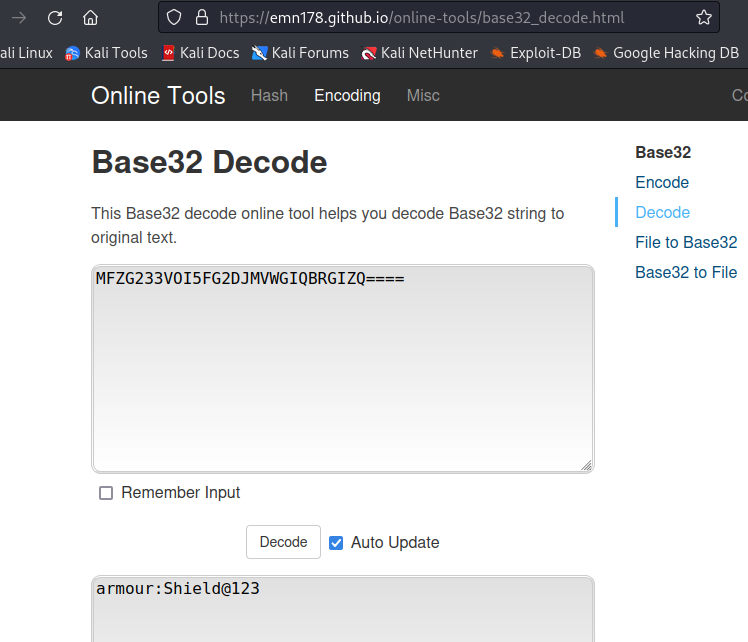 https://emn178.github.io/online-tools/base32_decode.html
ali Linux Kali Tools Kali Docs Kali Forums Kali NetHunter Exploit-DB Google Hacking DB
Online Tools Hash Encoding Misc Co
Base32 Decode
This Base32 decode online tool helps you decode Base32 string to
original text.
MFZG233VOI5FG2DJMVWGIQBRGIZQ====
Remember Input
Decode Auto Update
armour:Shield@123
Base32
Encode
Decode
File to Base32
Base32 to File